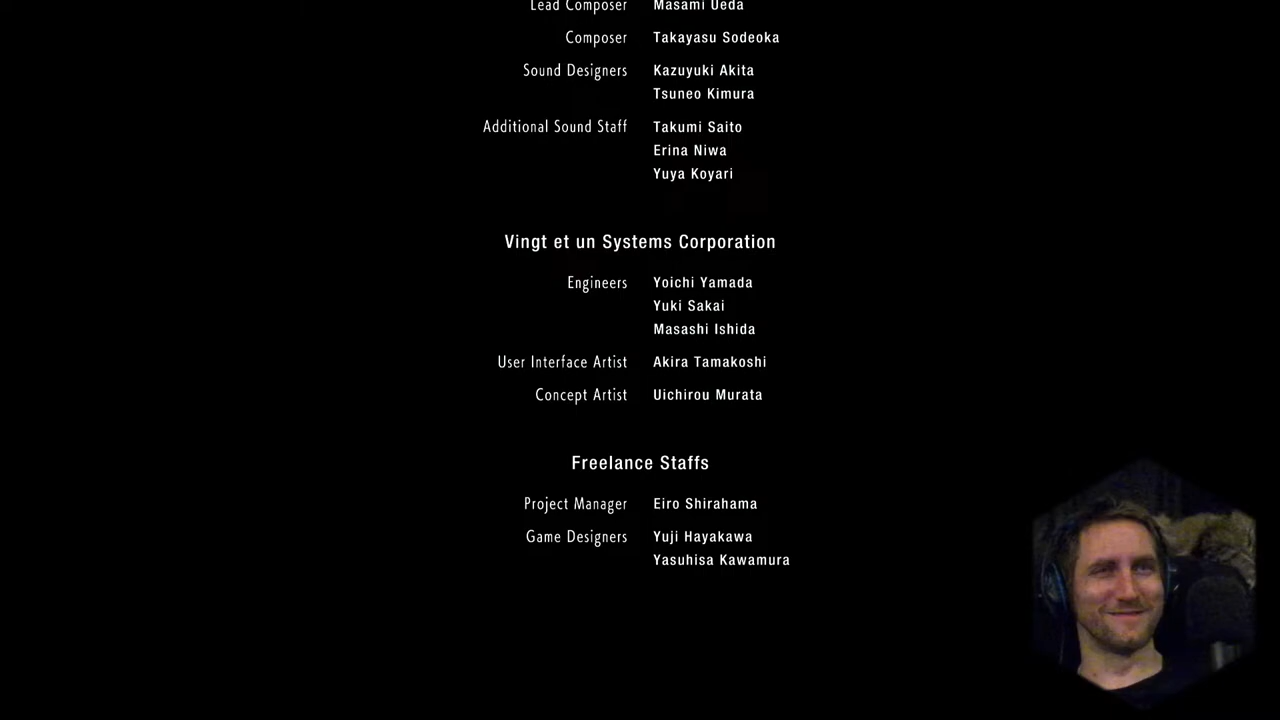 Lead Composer Masami Ueda
Composer Takayasu Sodeoka
Sound Designers Kazuyuki Akita
Tsuneo Kimura
Additional Sound Staff Takumi Saito
Erina Niwa
Yuya Koyari
Vingt et un Systems Corporation
Engineers Yoichi Yamada
Yuki Sakai
Masashi Ishida
User Interface Artist Akira Tamakoshi
Concept Artist Uichirou Murata
Freelance Staffs
Project Manager Eiro Shirahama
Game Designers Yuji Hayakawa
Yasuhisa Kawamura